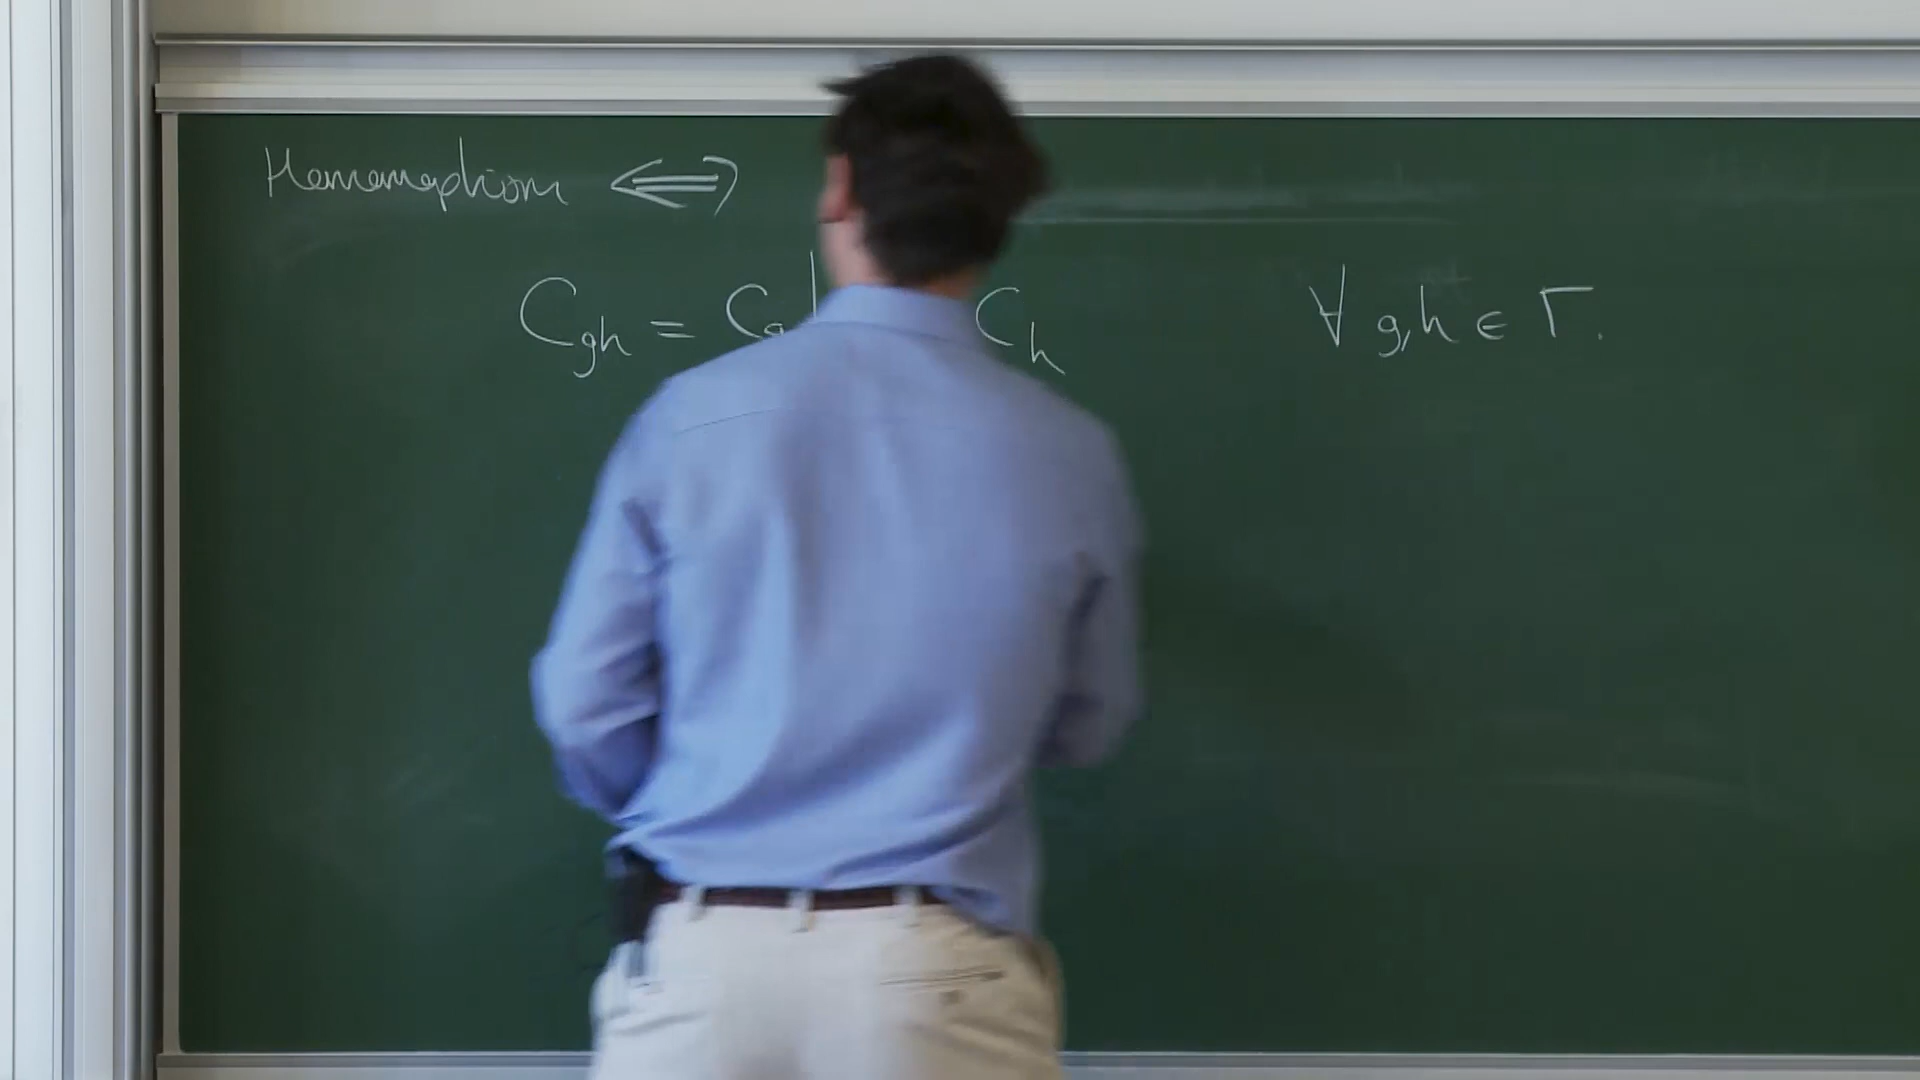 Homomorphism ⟺
C_gh = C_g| C_h ∀ g,h ∈ Γ.